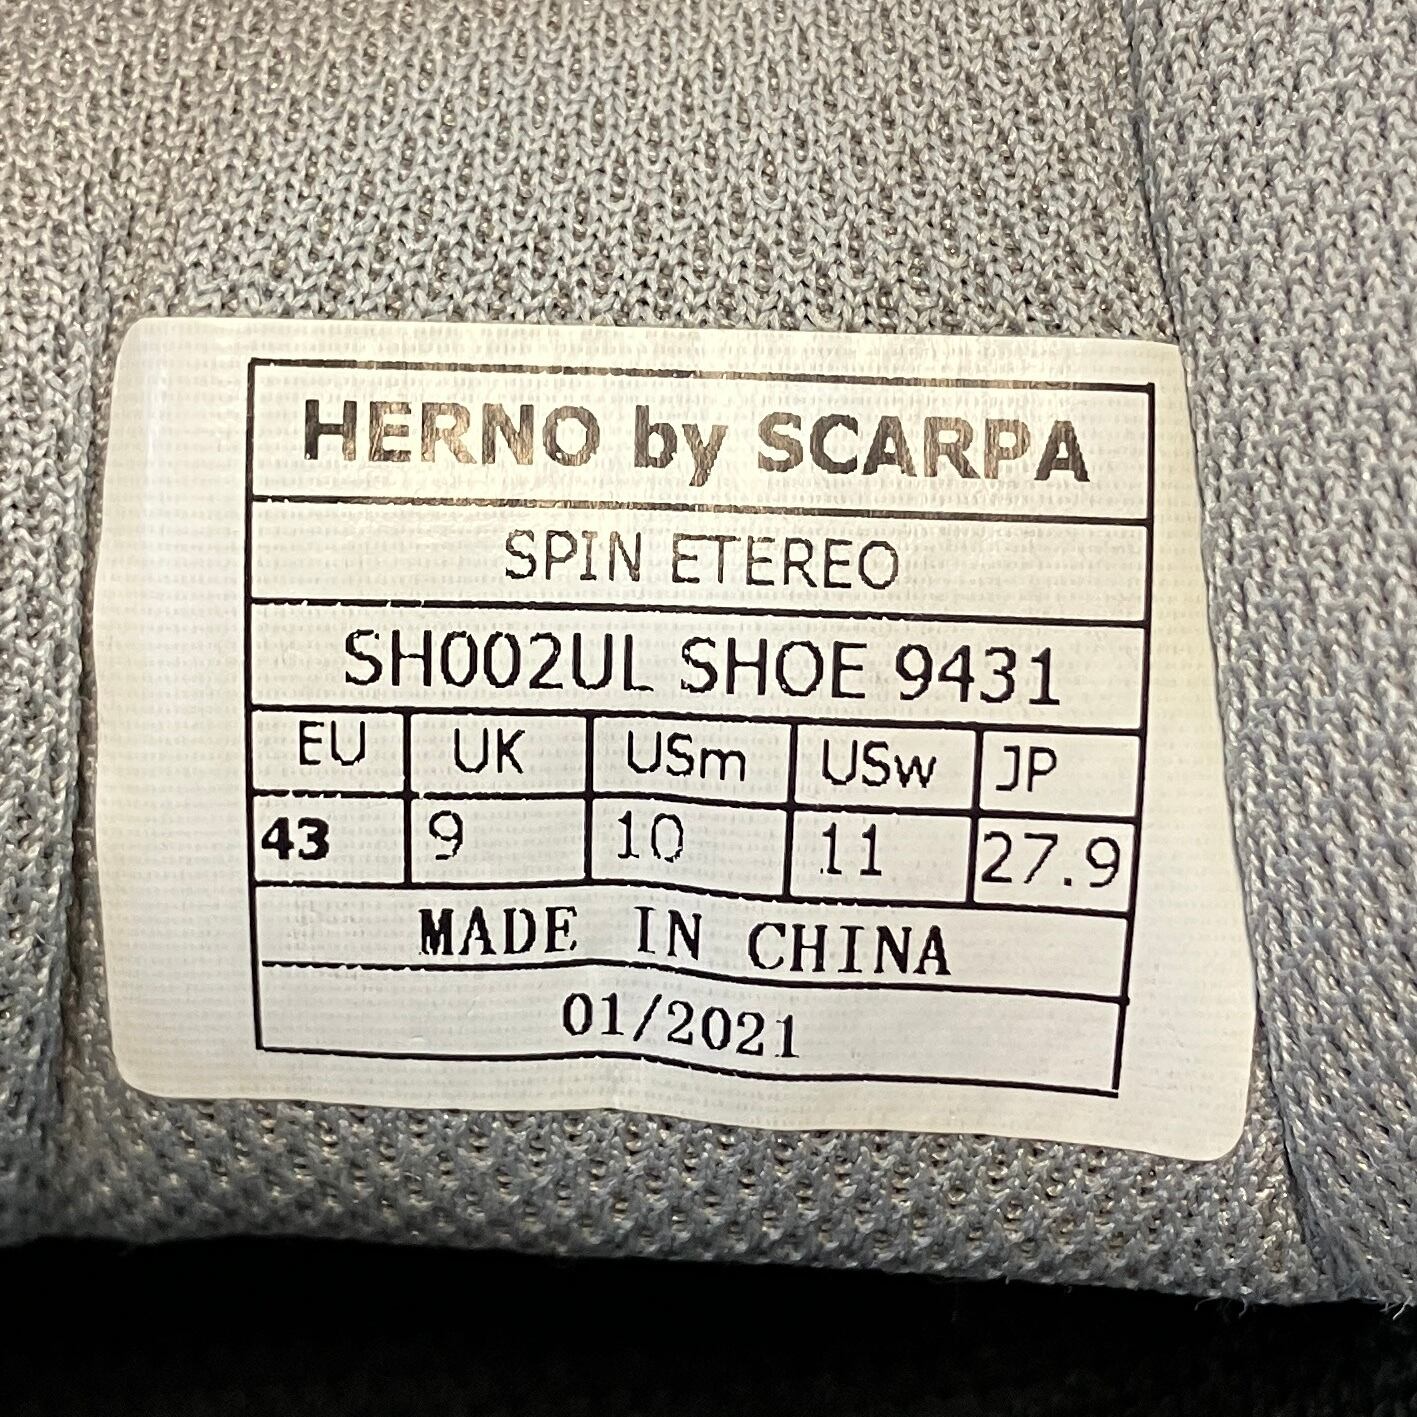 HERNO by SCARPA
SPIN ETEREO
SH002UL SHOE 9431
EU UK USm USw JP
43 9 10 11 27.9
MADE IN CHINA
01/2021